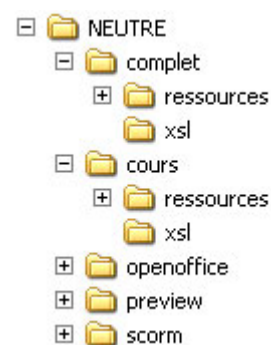 NEUTRE
complet
ressources
xsl
cours
ressources
xsl
openoffice
preview
scorm